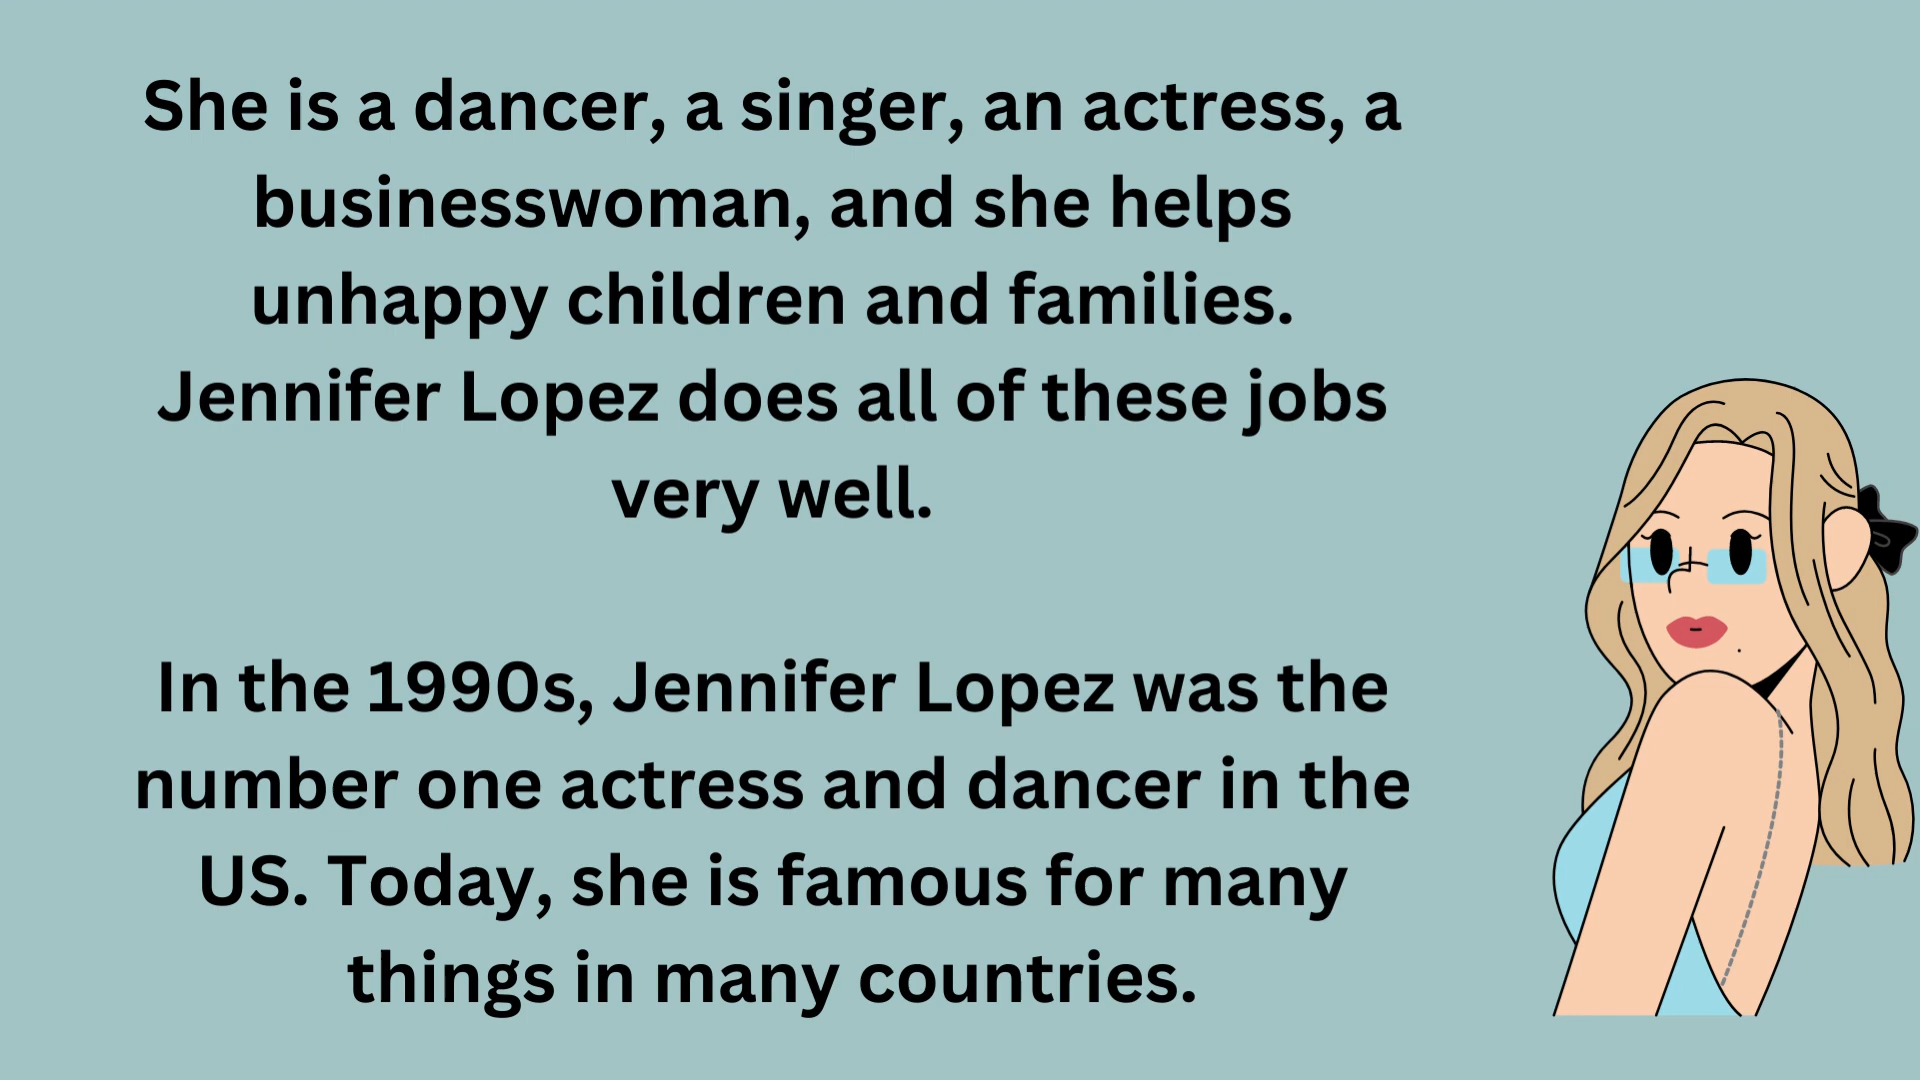 She is a dancer, a singer, an actress, a
businesswoman, and she helps
unhappy children and families.
Jennifer Lopez does all of these jobs
very well.
In the 1990s, Jennifer Lopez was the
number one actress and dancer in the
US. Today, she is famous for many
things in many countries.